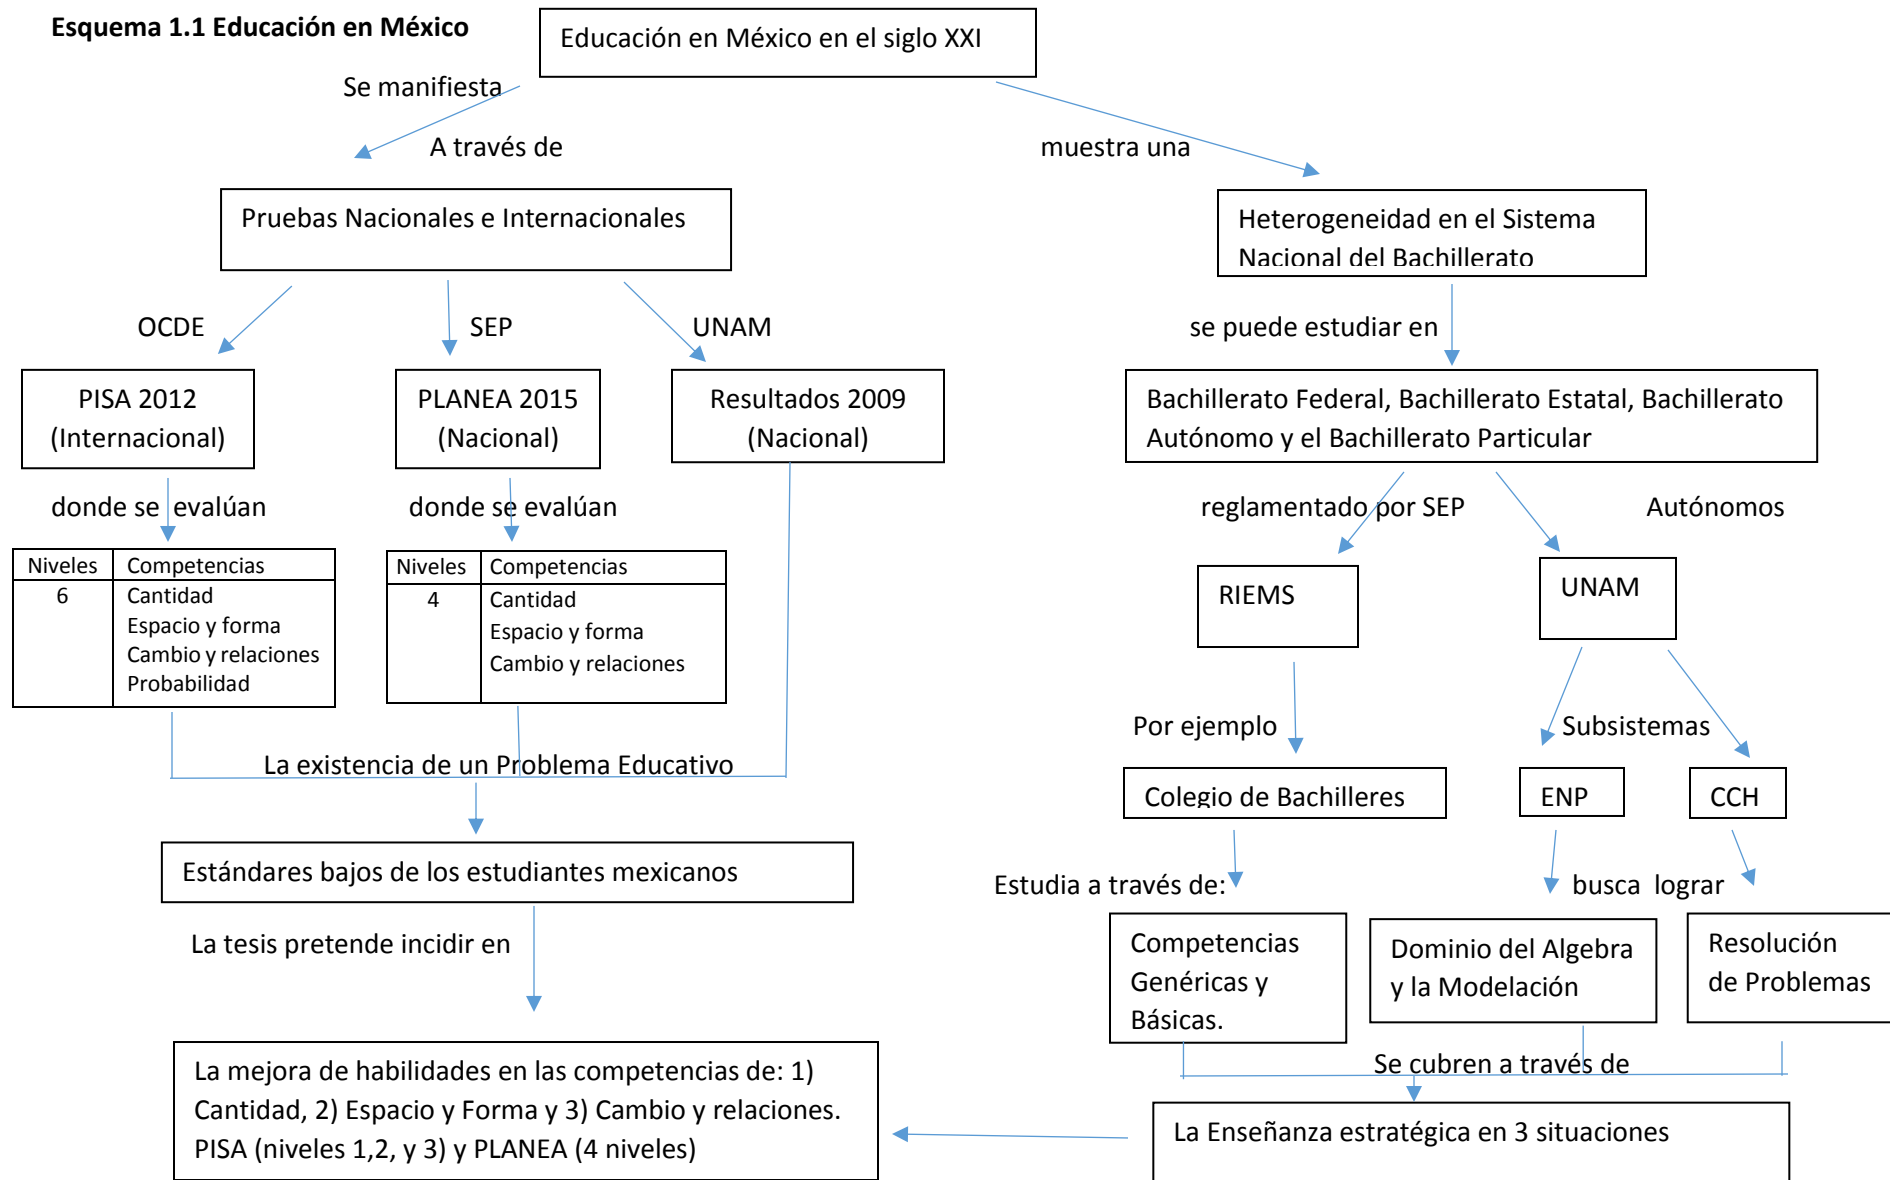 Esquema 1.1 Educación en México
Educación en México en el siglo XXI
Se manifiesta
A través de
muestra una
Pruebas Nacionales e Internacionales
Heterogeneidad en el Sistema
Nacional del Bachillerato
OCDE
SEP
UNAM
se puede estudiar en
PISA 2012
(Internacional)
PLANEA 2015
(Nacional)
Resultados 2009
(Nacional)
Bachillerato Federal, Bachillerato Estatal, Bachillerato
Autónomo y el Bachillerato Particular
donde se evalúan
donde se evalúan
reglamentado por SEP
Autónomos
Niveles Competencias
6 Cantidad
Espacio y forma
Cambio y relaciones
Probabilidad
Niveles Competencias
4 Cantidad
Espacio y forma
Cambio y relaciones
RIEMS
UNAM
Por ejemplo
Subsistemas
La existencia de un Problema Educativo
Colegio de Bachilleres
ENP
CCH
Estándares bajos de los estudiantes mexicanos
Estudia a través de:
busca lograr
La tesis pretende incidir en
Competencias
Genéricas y
Básicas.
Dominio del Algebra
y la Modelación
Resolución
de Problemas
Se cubren a través de
La mejora de habilidades en las competencias de: 1)
Cantidad, 2) Espacio y Forma y 3) Cambio y relaciones.
PISA (niveles 1,2, y 3) y PLANEA (4 niveles)
La Enseñanza estratégica en 3 situaciones